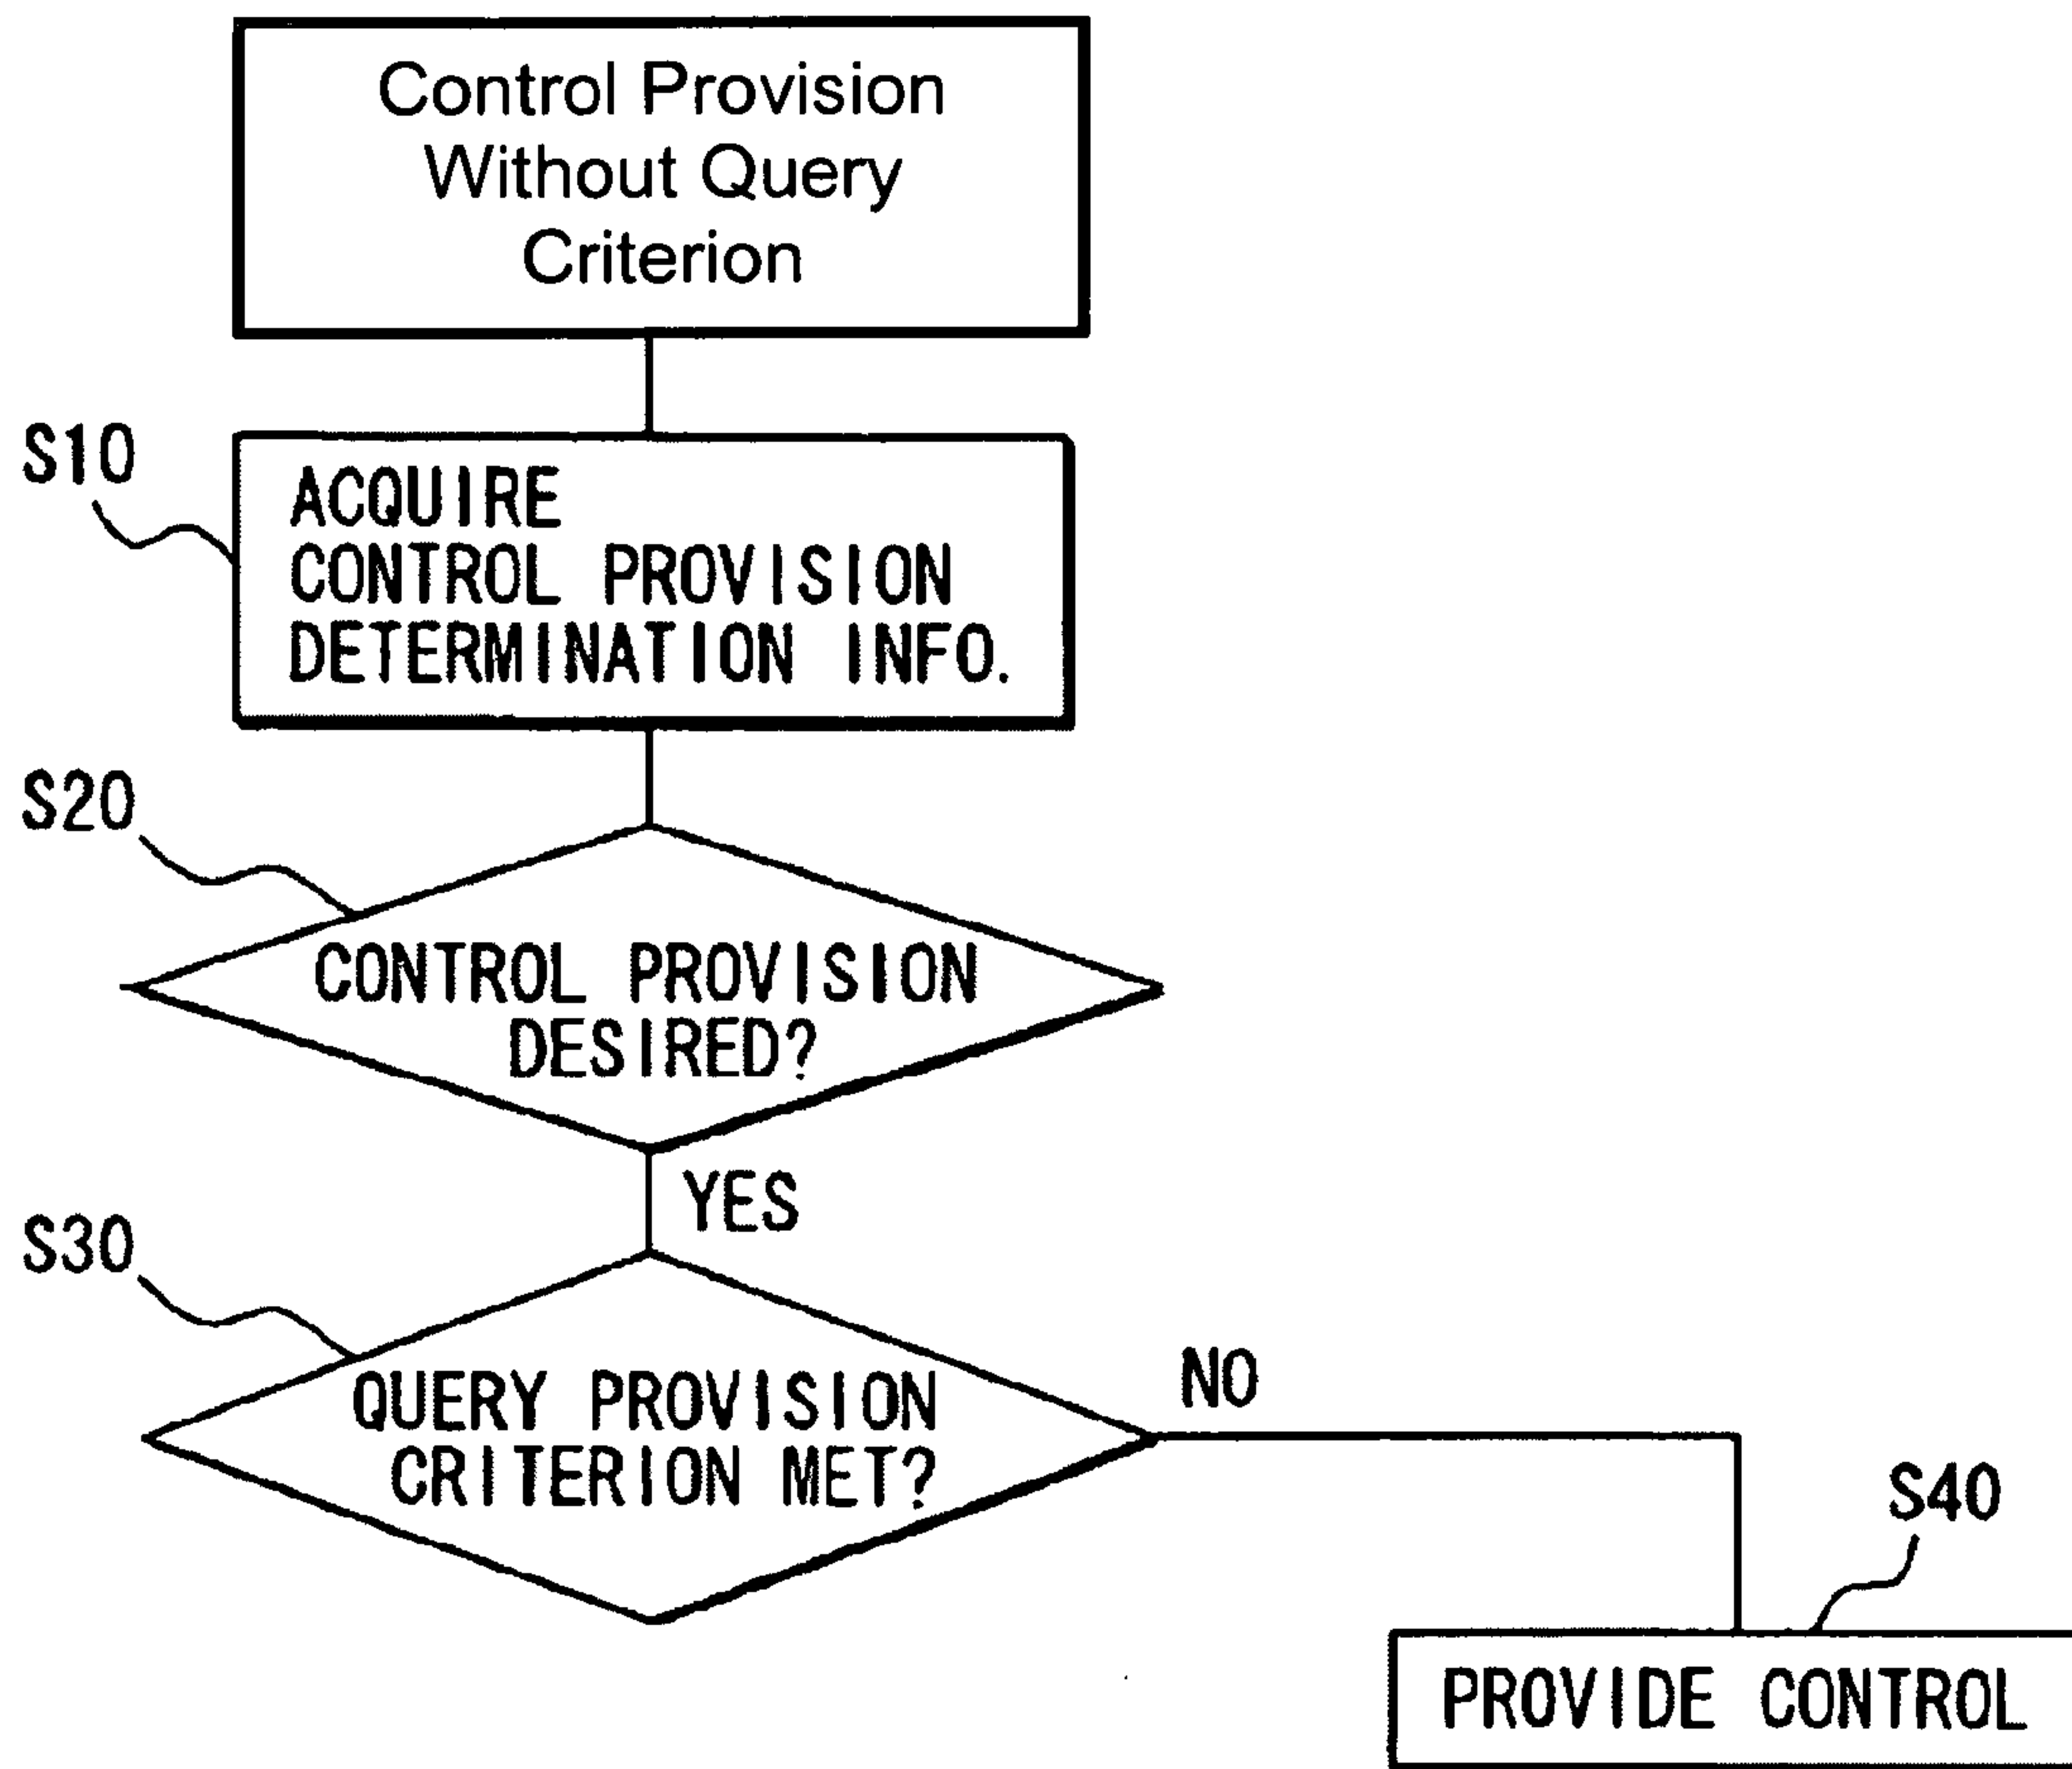 Control Provision
Without Query
Criterion
S10
ACQUIRE
CONTROL PROVISION
DETERMINATION INFO.
S20
CONTROL PROVISION
DESIRED?
YES
S30
QUERY PROVISION
CRITERION MET?
NO
S40
PROVIDE CONTROL